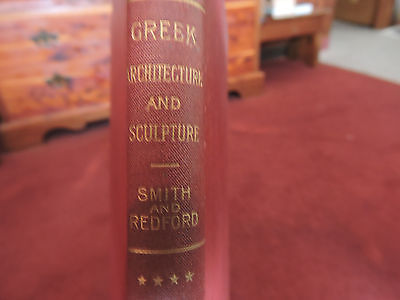 GREEK
ARCHITECTURE
AND
SCULPTURE
SMITH
AND
REDFORD